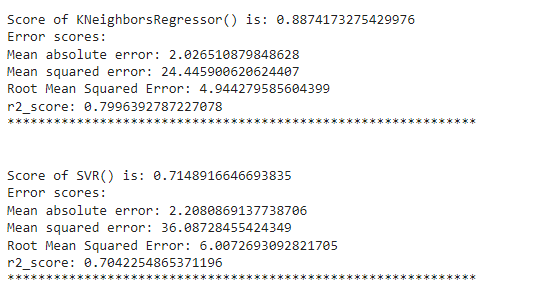 Score of KNeighborsRegressor() is: 0.8874173275429976
Error scores:
Mean absolute error: 2.026510879848628
Mean squared error: 24.445900620624407
Root Mean Squared Error: 4.944279585604399
r2_score: 0.7996392787227078
*************************************************************
Score of SVR() is: 0.7148916646693835
Error scores:
Mean absolute error: 2.2080869137738706
Mean squared error: 36.08728455424349
Root Mean Squared Error: 6.0072693092821705
r2_score: 0.7042254865371196
*************************************************************